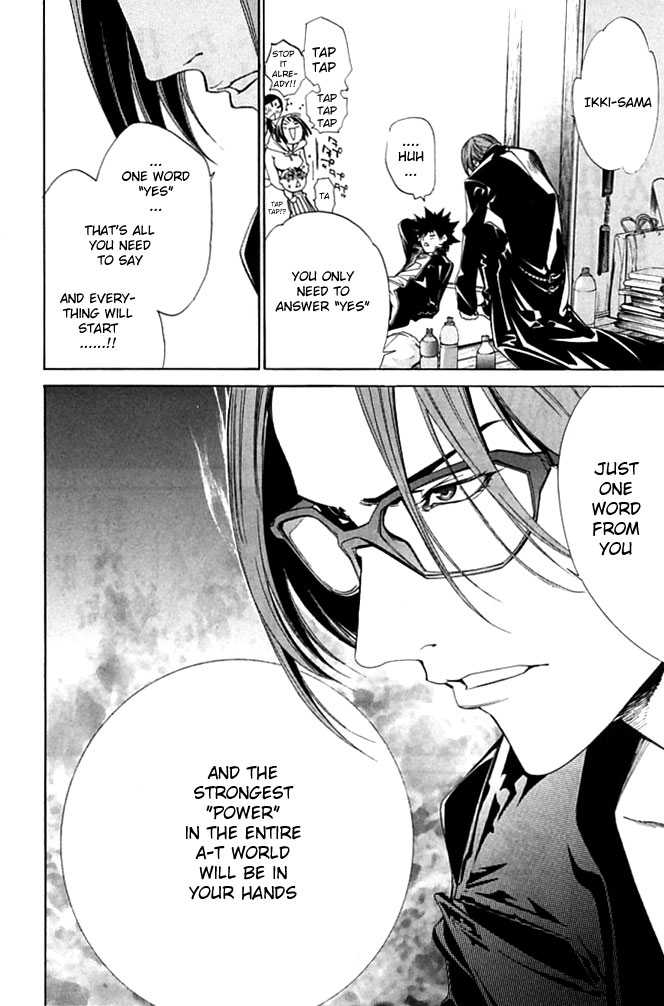 IKKI-SAMA
....
HUH
...
TAP
TAP
TAP
TAP
TAP
STOP
IT
ALRE-
ADY!!
TAP
TAP!?
TA
YOU ONLY
NEED TO
ANSWER "YES"
...
ONE WORD
"YES"
...
THAT'S ALL
YOU NEED
TO SAY
AND EVERY-
THING WILL
START
......!!
JUST
ONE
WORD
FROM
YOU
AND THE
STRONGEST
"POWER"
IN THE ENTIRE
A-T WORLD
WILL BE IN
YOUR HANDS